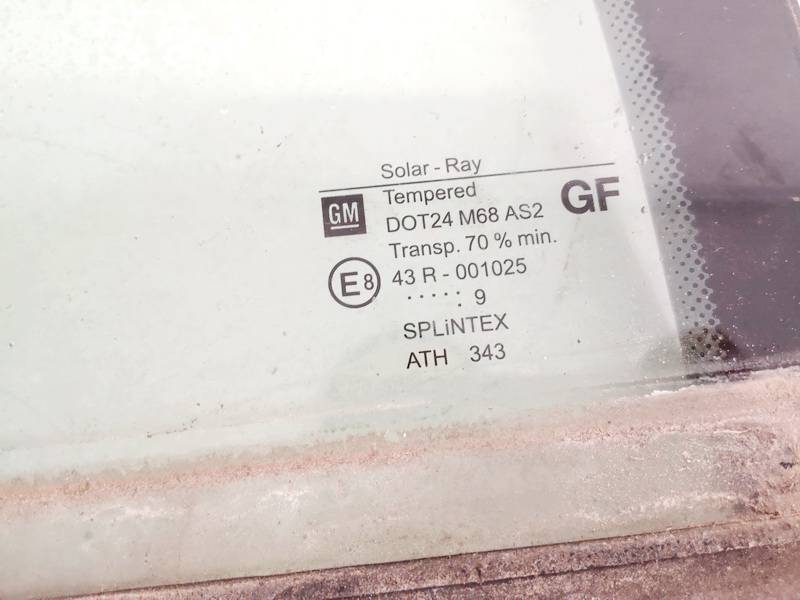 Solar - Ray
GM Tempered
DOT24 M68 AS2 GF
Transp. 70 % min.
E8 43 R - 001025
. . . . . : 9
SPLiNTEX
ATH 343